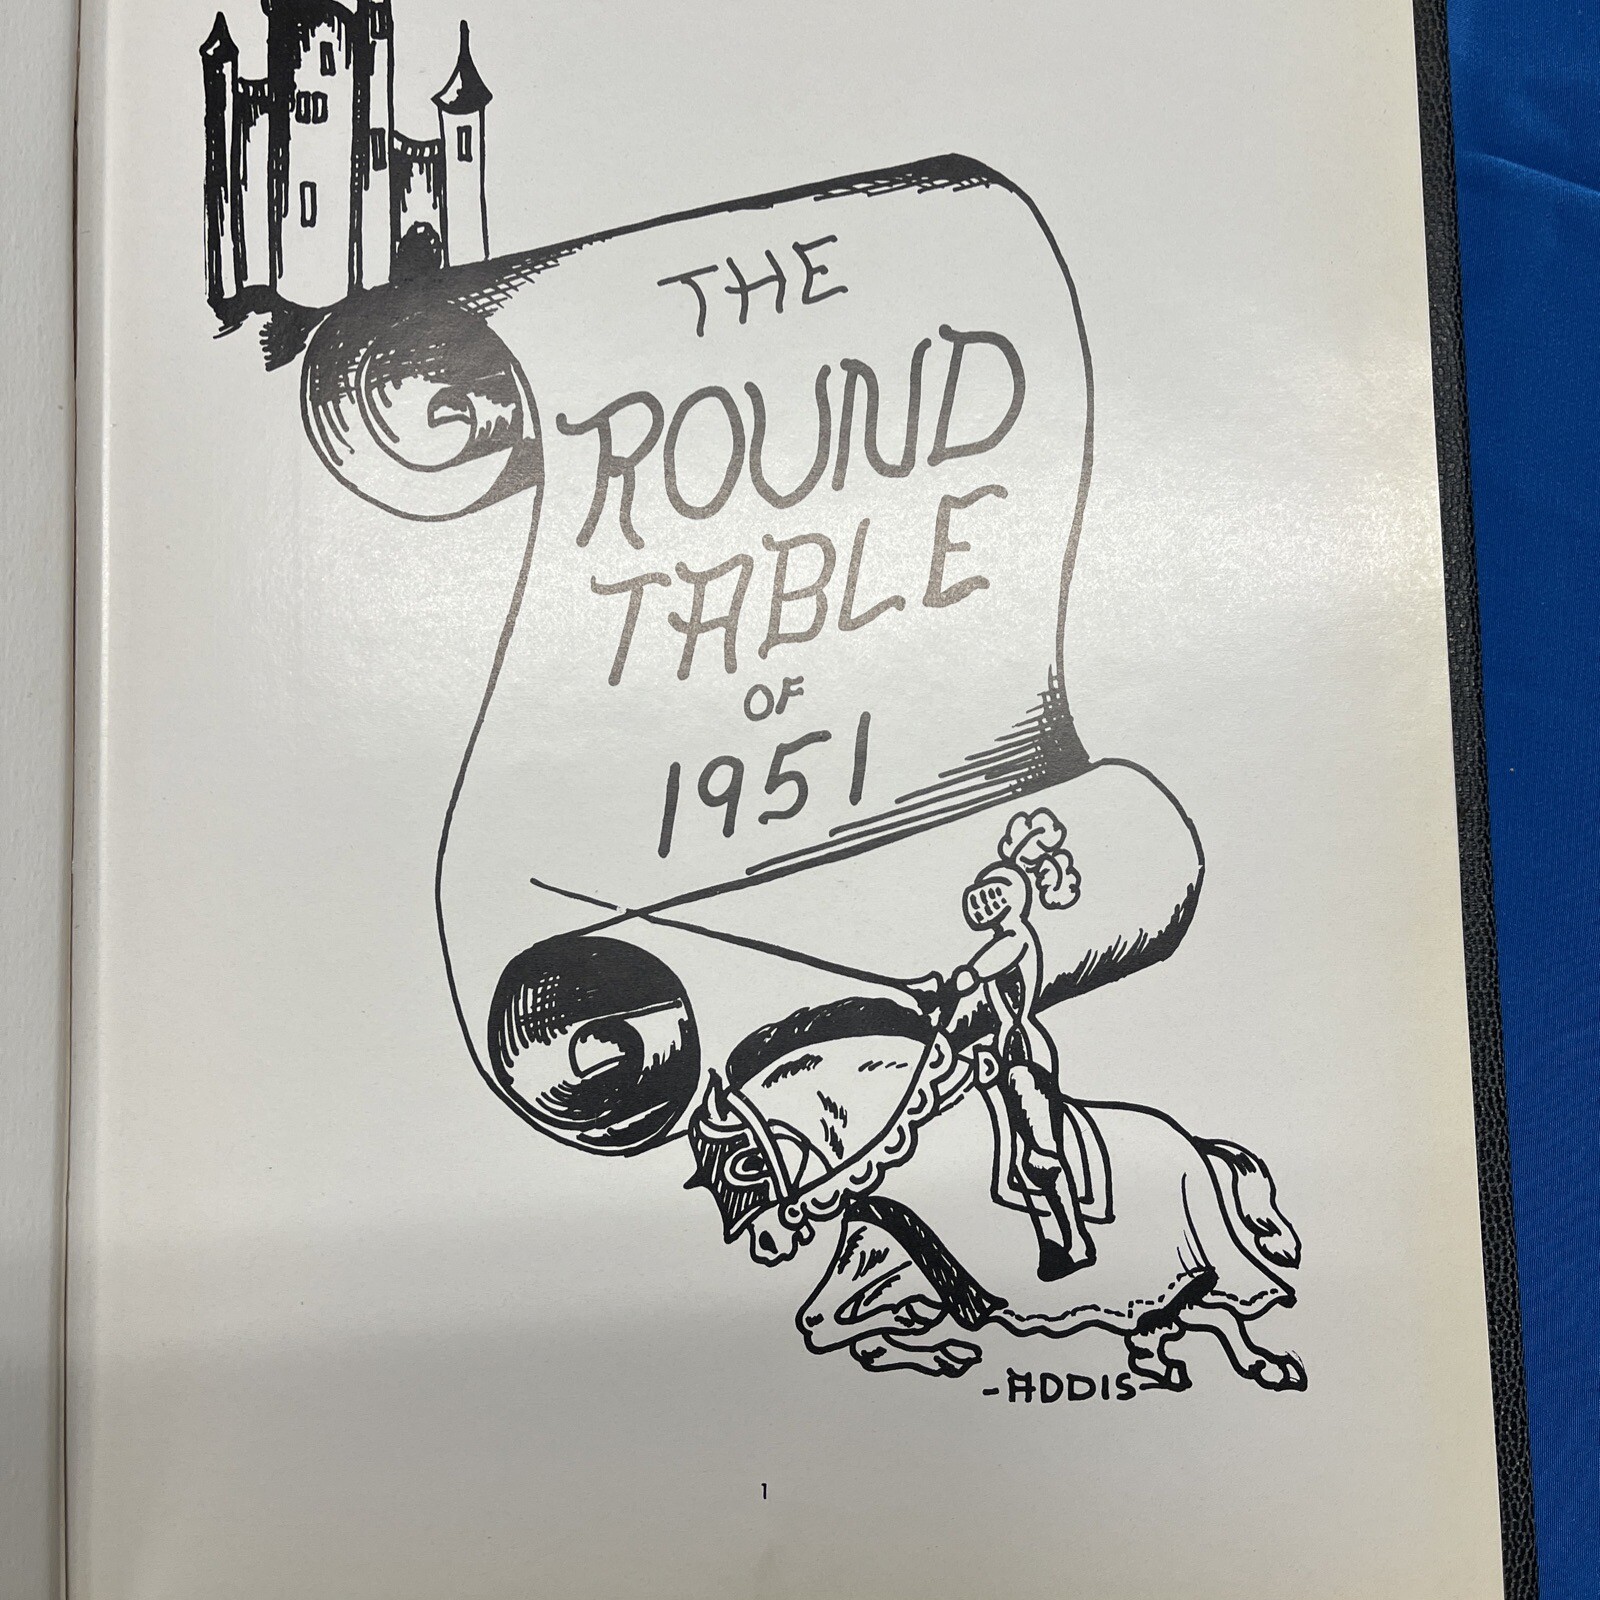 THE
ROUND
TABLE
OF
1951
-ADDIS-
1